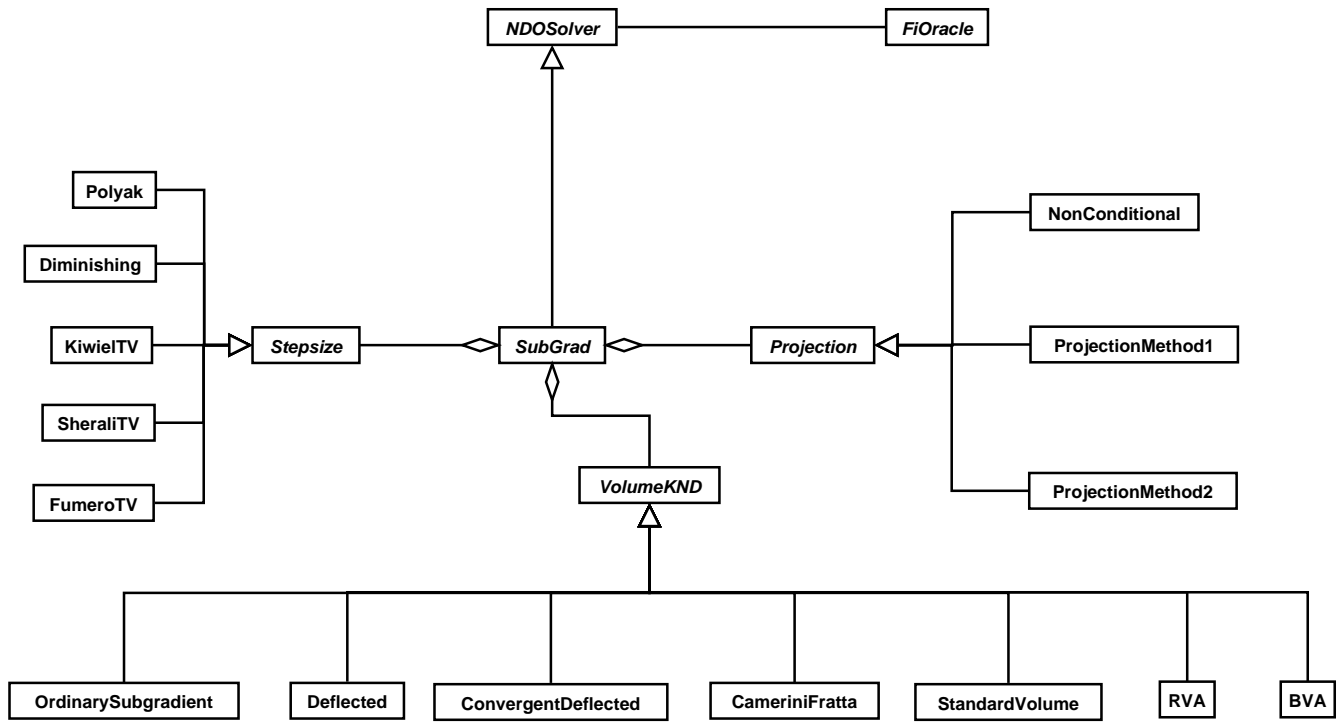 NDOSolver
FiOracle
Polyak
NonConditional
Diminishing
KiwielTV
Stepsize
SubGrad
Projection
ProjectionMethod1
SheraliTV
VolumeKND
ProjectionMethod2
FumeroTV
OrdinarySubgradient
Deflected
ConvergentDeflected
CameriniFratta
StandardVolume
RVA
BVA